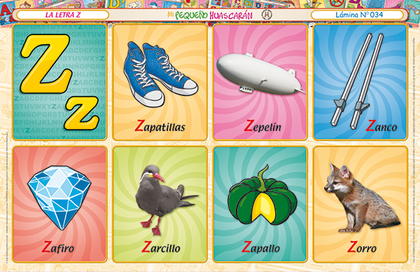 LA LETRA Z
MI PEQUEÑO HUASCARÁN
Lámina N° 034
Z
z
Zapatillas
Zepelín
Zanco
Zafiro
Zarcillo
Zapallo
Zorro